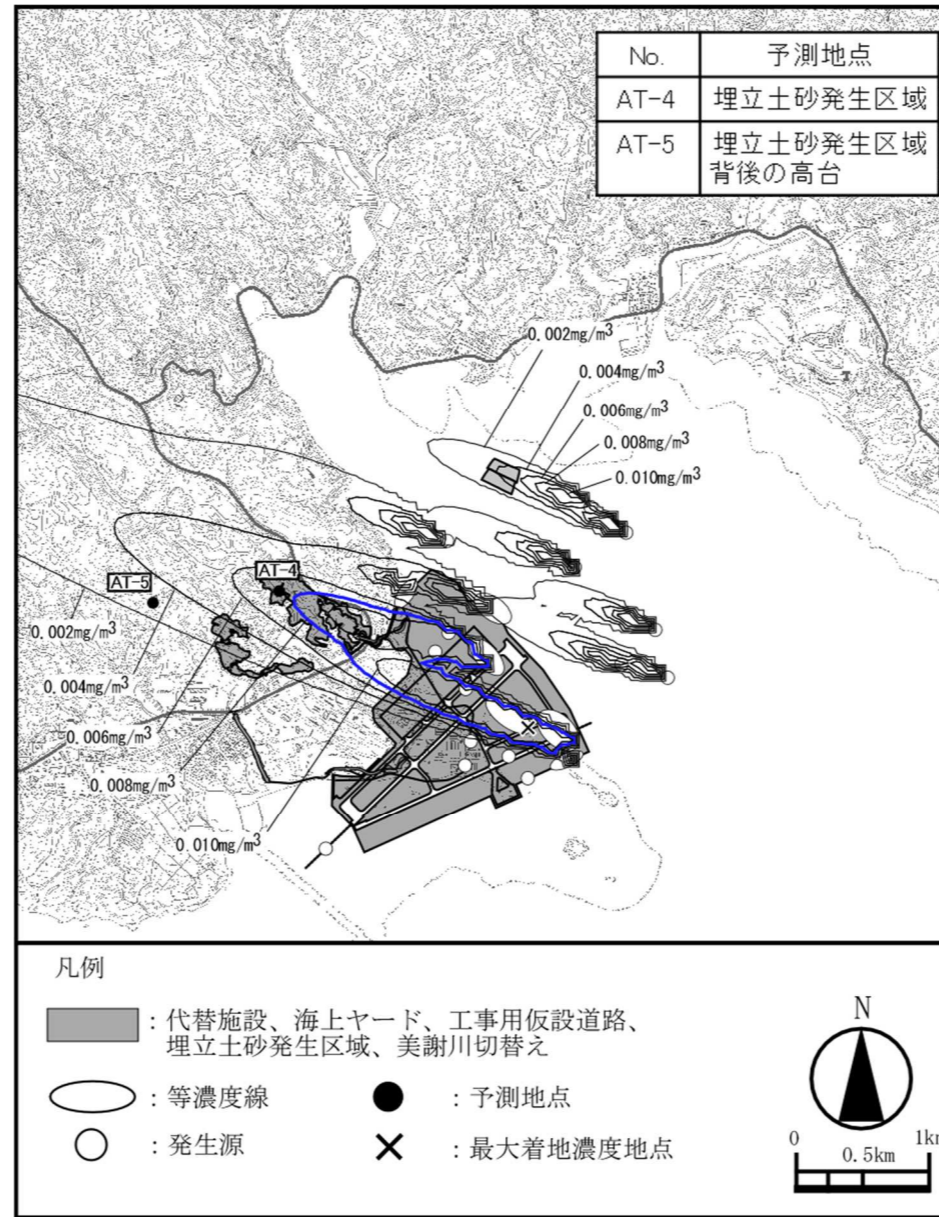 No. 予測地点
AT-4 埋立土砂発生区域
AT-5 埋立土砂発生区域
背後の高台
0.002mg/m³
0.004mg/m³
0.006mg/m³
0.008mg/m³
0.010mg/m³
AT-4
AT-5
0.002mg/m³
0.004mg/m³
0.006mg/m³
0.008mg/m³
0.010mg/m³
凡例
：代替施設、海上ヤード、工事用仮設道路、
埋立土砂発生区域、美謝川切替え
：等濃度線
：予測地点
：発生源
：最大着地濃度地点
N
0 0.5km 1km